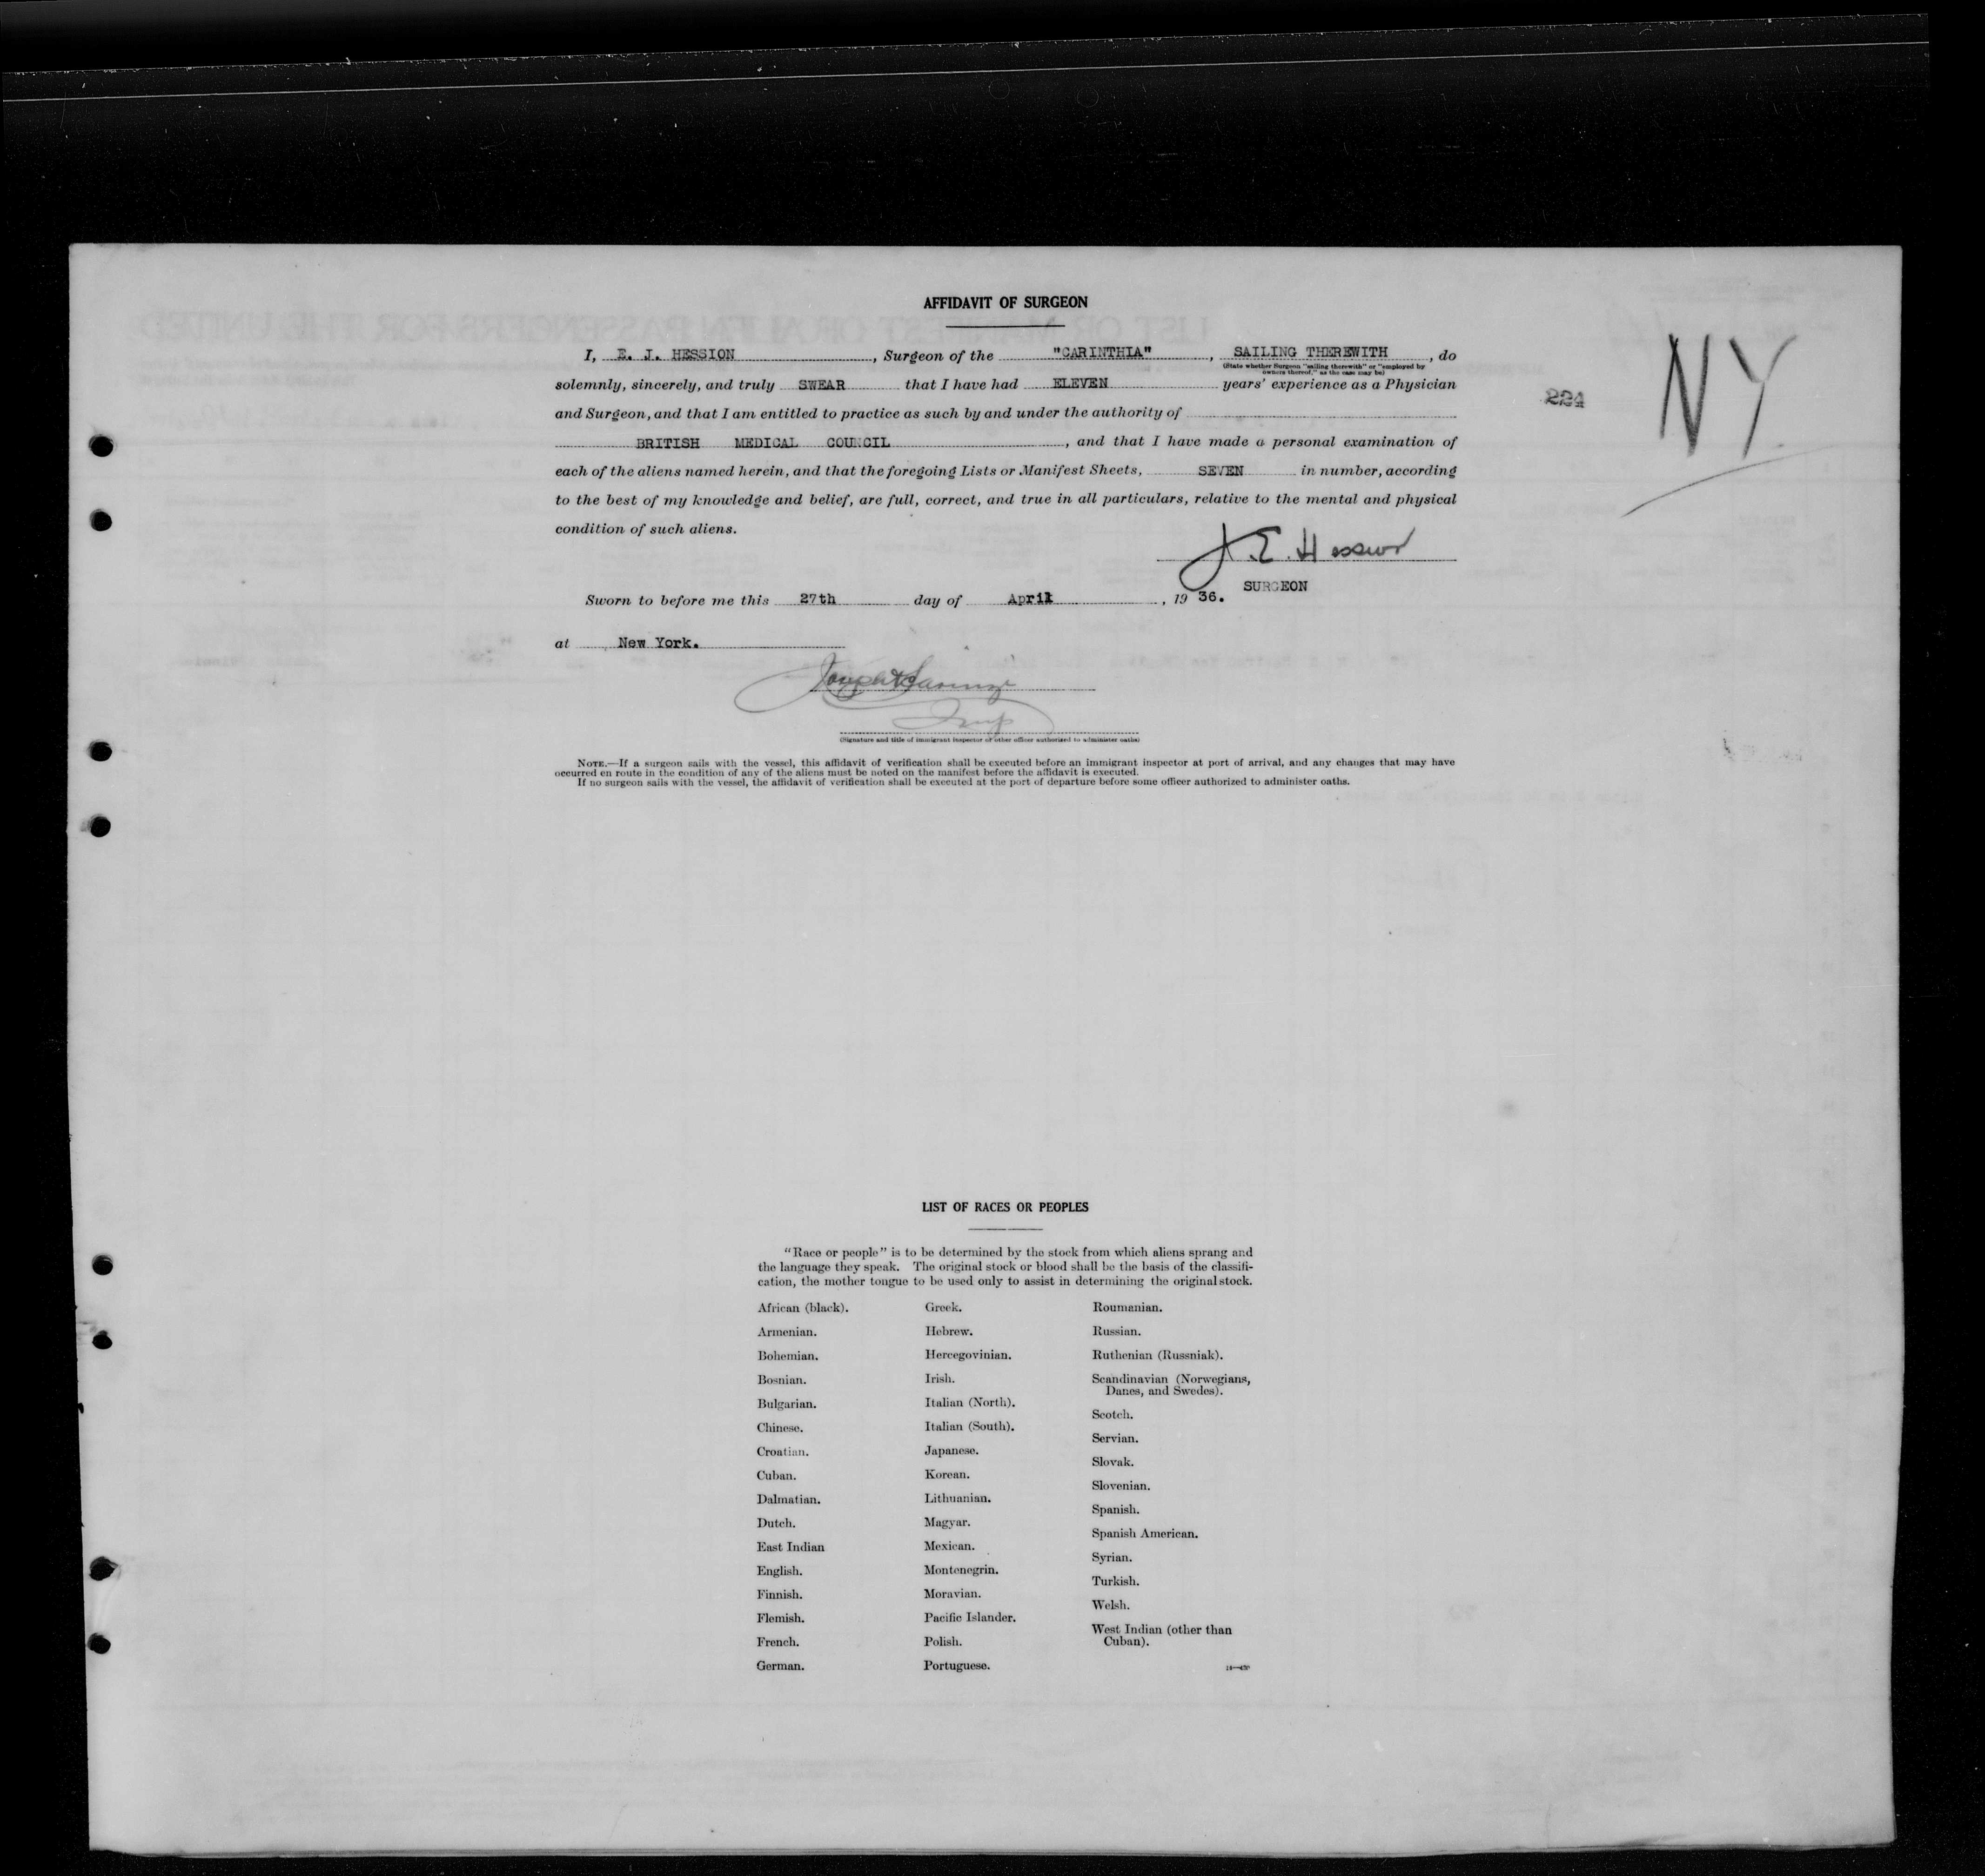 AFFIDAVIT OF SURGEON
I, E. J. HESSION, Surgeon of the "CARINTHIA", SAILING THEREWITH, do
(State whether Surgeon "sailing therewith" or "employed by
owners thereof," as the case may be)
solemnly, sincerely, and truly SWEAR that I have had ELEVEN years' experience as a Physician
and Surgeon, and that I am entitled to practice as such by and under the authority of
BRITISH MEDICAL COUNCIL, and that I have made a personal examination of
each of the aliens named herein, and that the foregoing Lists or Manifest Sheets, SEVEN in number, according
to the best of my knowledge and belief, are full, correct, and true in all particulars, relative to the mental and physical
condition of such aliens.
224
NY
J. E. Hession
SURGEON
Sworn to before me this 27th day of April, 19 36.
at New York.
(Signature and title of immigrant inspector or other officer authorized to administer oaths)
NOTE.—If a surgeon sails with the vessel, this affidavit of verification shall be executed before an immigrant inspector at port of arrival, and any changes that may have
occurred en route in the condition of any of the aliens must be noted on the manifest before the affidavit is executed.
If no surgeon sails with the vessel, the affidavit of verification shall be executed at the port of departure before some officer authorized to administer oaths.
LIST OF RACES OR PEOPLES
"Race or people" is to be determined by the stock from which aliens sprang and
the language they speak. The original stock or blood shall be the basis of the classifi-
cation, the mother tongue to be used only to assist in determining the original stock.
African (black).
Armenian.
Bohemian.
Bosnian.
Bulgarian.
Chinese.
Croatian.
Cuban.
Dalmatian.
Dutch.
East Indian
English.
Finnish.
Flemish.
French.
German.
Greek.
Hebrew.
Hercegovinian.
Irish.
Italian (North).
Italian (South).
Japanese.
Korean.
Lithuanian.
Magyar.
Mexican.
Montenegrin.
Moravian.
Pacific Islander.
Polish.
Portuguese.
Roumanian.
Russian.
Ruthenian (Russniak).
Scandinavian (Norwegians,
Danes, and Swedes).
Scotch.
Servian.
Slovak.
Slovenian.
Spanish.
Spanish American.
Syrian.
Turkish.
Welsh.
West Indian (other than
Cuban).